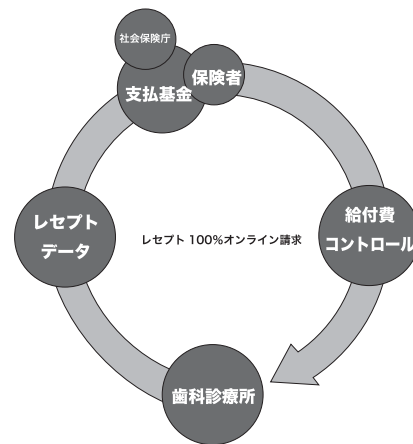 社会保険庁
支払基金
保険者
レセプト
データ
レセプト 100%オンライン請求
給付費
コントロール
歯科診療所